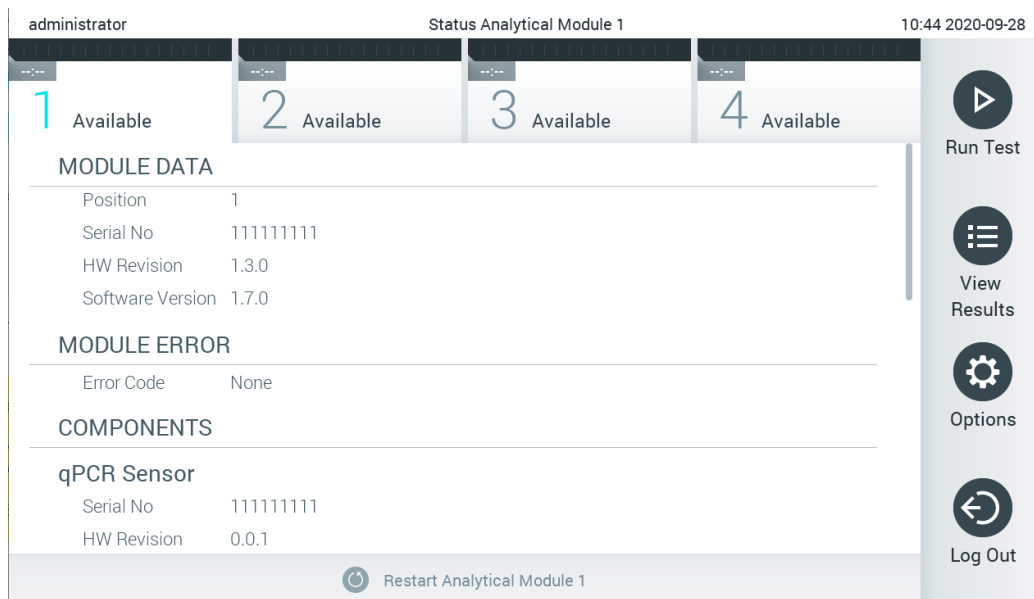 administrator Status Analytical Module 1 10:44 2020-09-28
--:-- --:-- --:-- --:--
1 Available 2 Available 3 Available 4 Available
Run Test
MODULE DATA
Position 1
Serial No 111111111
HW Revision 1.3.0
Software Version 1.7.0
View
Results
MODULE ERROR
Error Code None
Options
COMPONENTS
qPCR Sensor
Serial No 111111111
HW Revision 0.0.1
Log Out
Restart Analytical Module 1